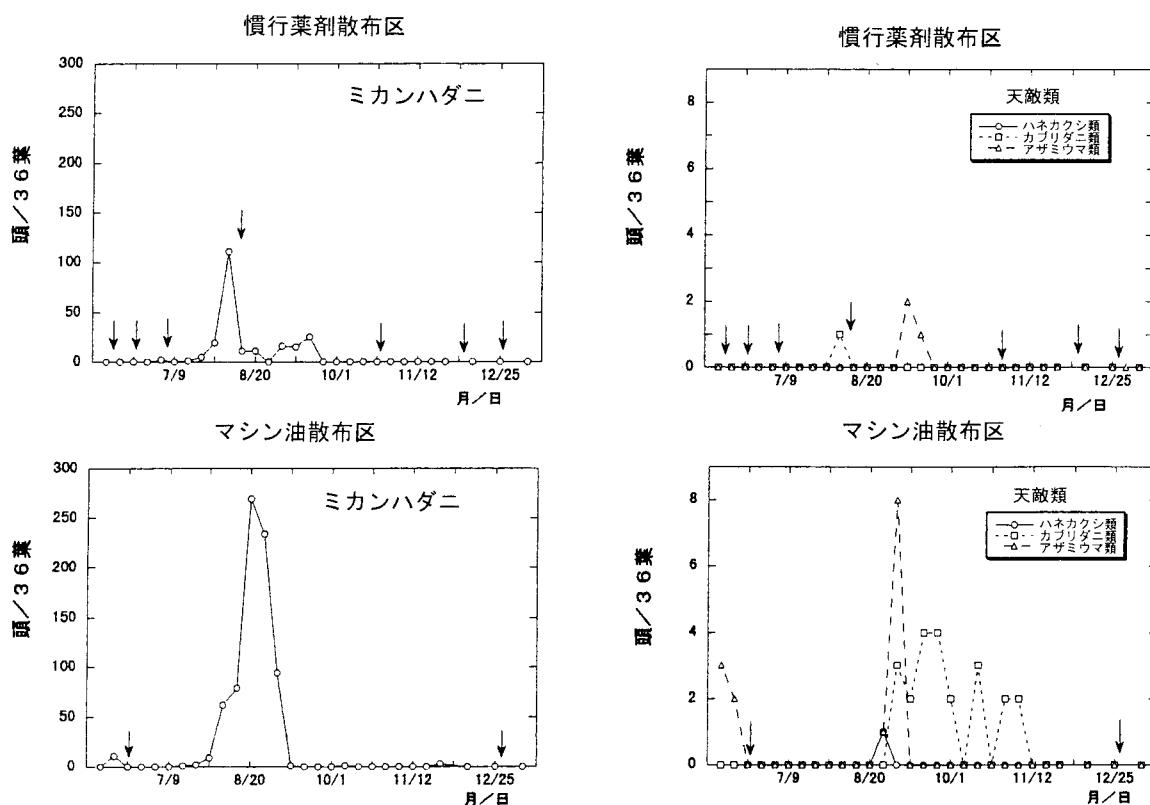 慣行薬剤散布区
ミカンハダニ
頭／３６葉
300
250
200
150
100
50
0
7/9
8/20
10/1
11/12
12/25
月／日
慣行薬剤散布区
天敵類
ハネカクシ類
カブリダニ類
アザミウマ類
頭／３６葉
8
6
4
2
0
7/9
8/20
10/1
11/12
12/25
月／日
マシン油散布区
ミカンハダニ
頭／３６葉
300
250
200
150
100
50
0
7/9
8/20
10/1
11/12
12/25
月／日
マシン油散布区
天敵類
ハネカクシ類
カブリダニ類
アザミウマ類
頭／３６葉
8
6
4
2
0
7/9
8/20
10/1
11/12
12/25
月／日